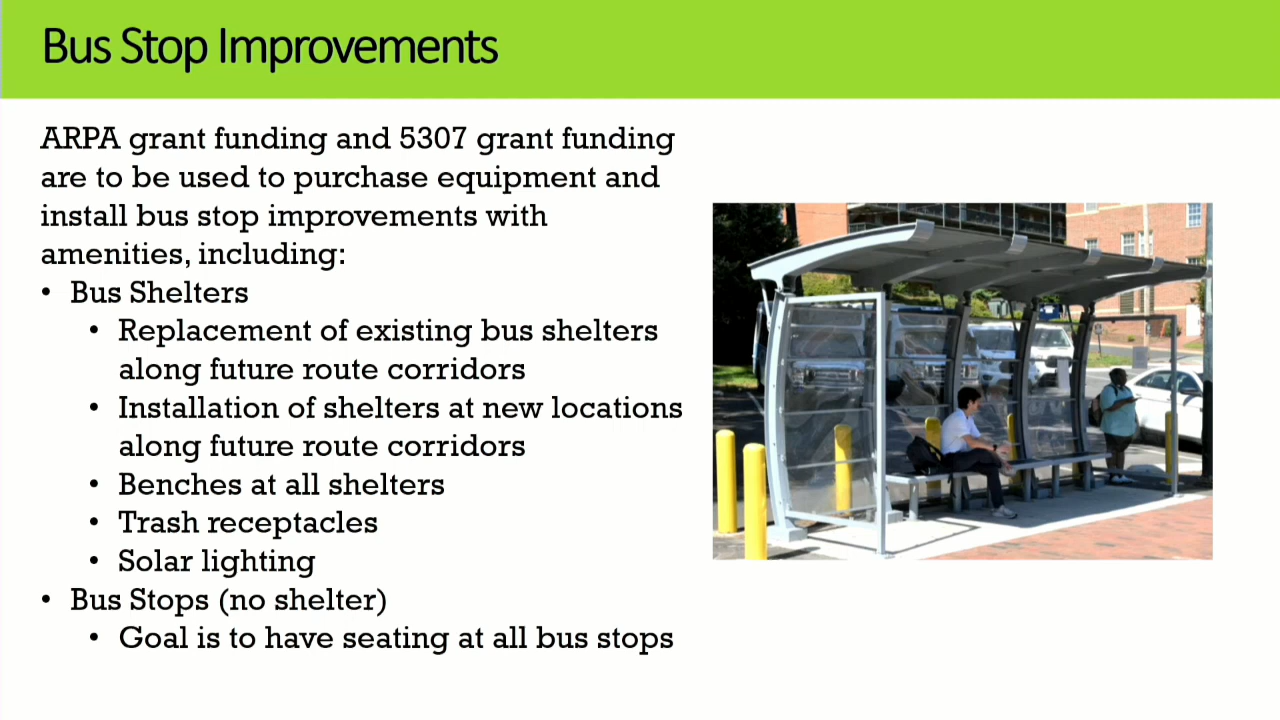 Bus Stop Improvements
ARPA grant funding and 5307 grant funding
are to be used to purchase equipment and
install bus stop improvements with
amenities, including:
• Bus Shelters
• Replacement of existing bus shelters
along future route corridors
• Installation of shelters at new locations
along future route corridors
• Benches at all shelters
• Trash receptacles
• Solar lighting
• Bus Stops (no shelter)
• Goal is to have seating at all bus stops